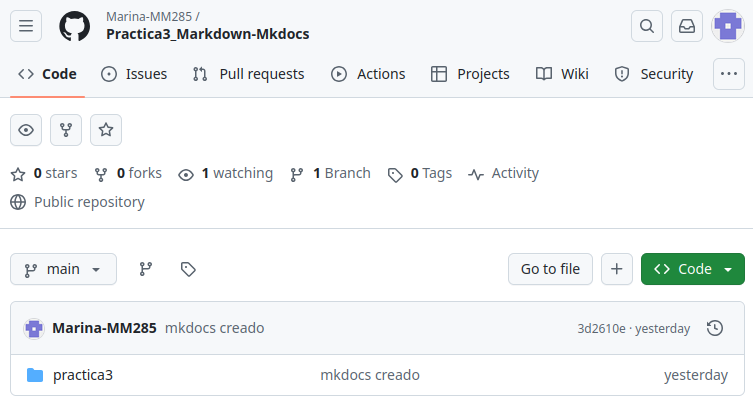 Marina-MM285 /
Practica3_Markdown-Mkdocs
Code Issues Pull requests Actions Projects Wiki Security
0 stars 0 forks 1 watching 1 Branch 0 Tags Activity
Public repository
main Go to file Code
Marina-MM285 mkdocs creado 3d2610e · yesterday
practica3 mkdocs creado yesterday